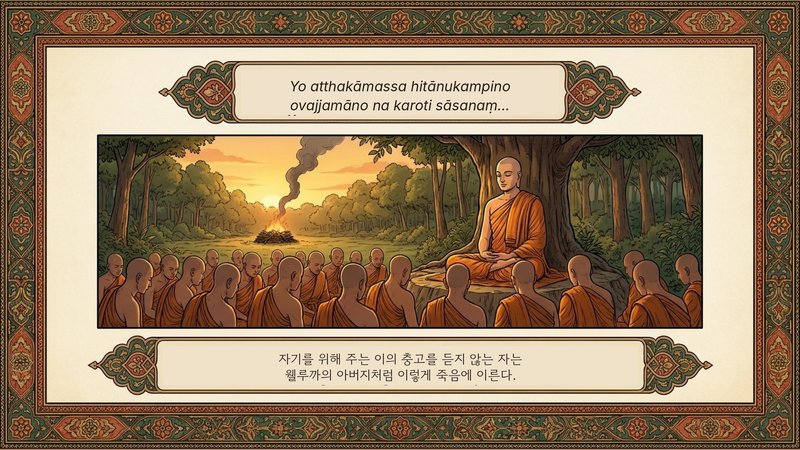 Yo atthakāmassa hitānukampino
ovajjamāno na karoti sāsanaṃ...
자기를 위해 주는 이의 충고를 듣지 않는 자는
웰루까의 아버지처럼 이렇게 죽음에 이른다.